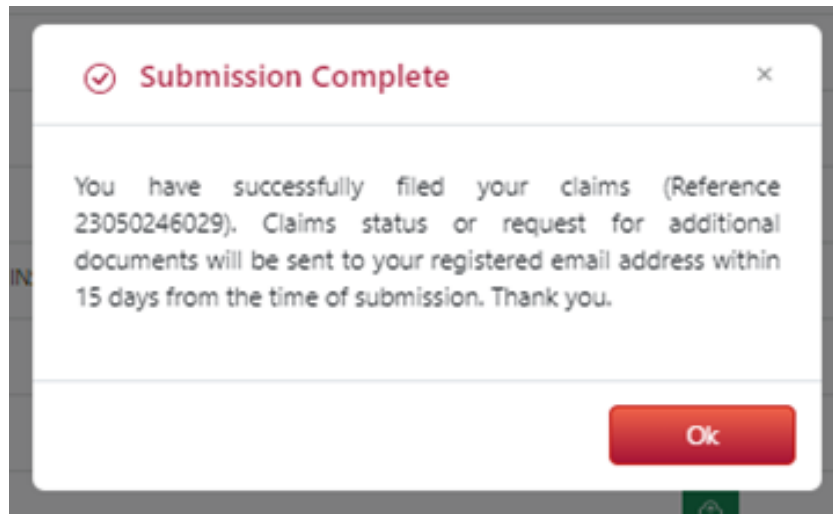 Submission Complete
×
You have successfully filed your claims (Reference
23050246029). Claims status or request for additional
documents will be sent to your registered email address within
15 days from the time of submission. Thank you.
IN
Ok